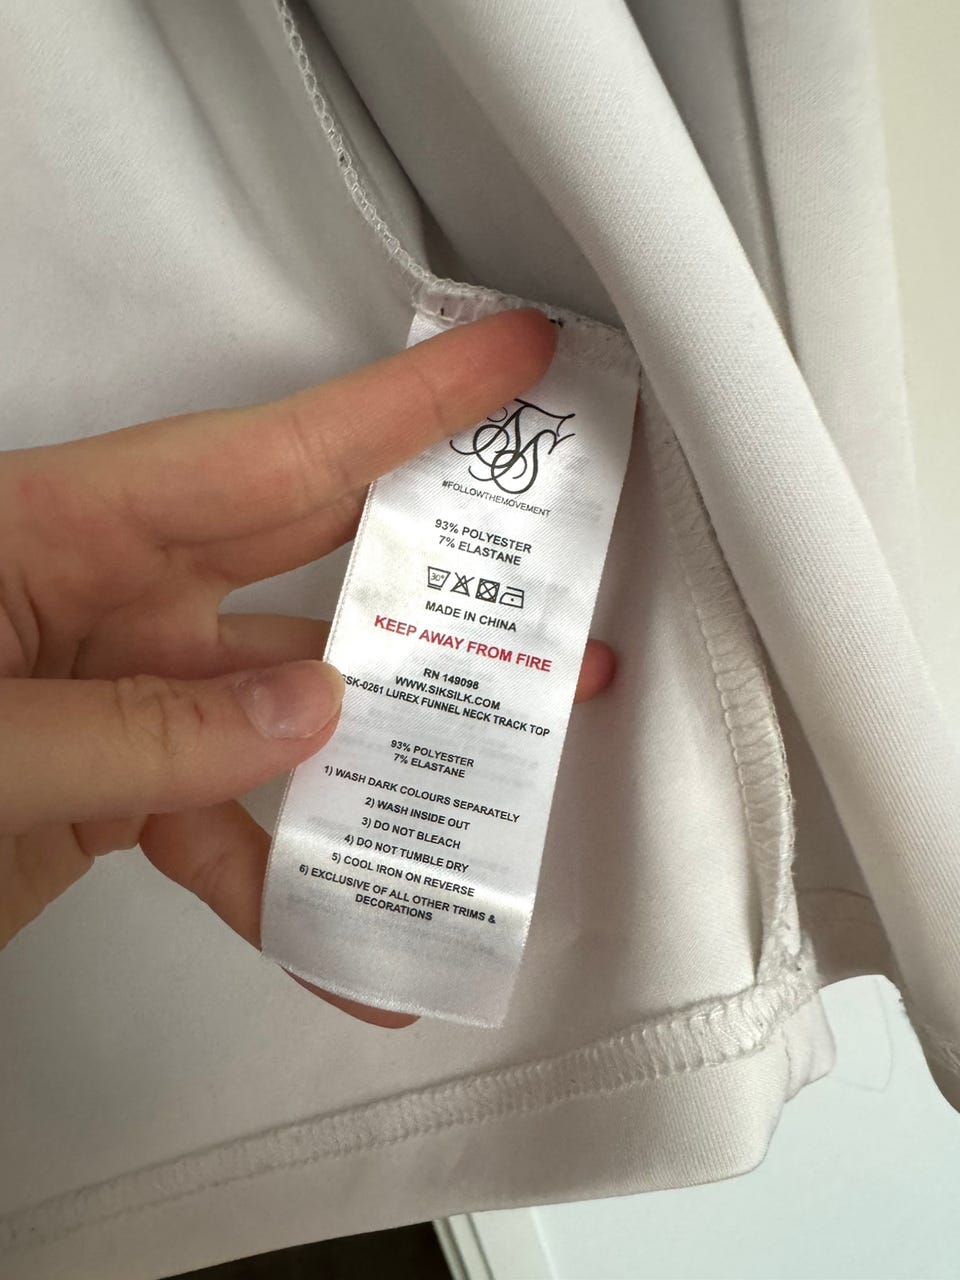 #FOLLOWTHEMOVEMENT
93% POLYESTER
7% ELASTANE
30°
MADE IN CHINA
KEEP AWAY FROM FIRE
RN 149098
WWW.SIKSILK.COM
SSK-0261 LUREX FUNNEL NECK TRACK TOP
93% POLYESTER
7% ELASTANE
1) WASH DARK COLOURS SEPARATELY
2) WASH INSIDE OUT
3) DO NOT BLEACH
4) DO NOT TUMBLE DRY
5) COOL IRON ON REVERSE
6) EXCLUSIVE OF ALL OTHER TRIMS &
DECORATIONS